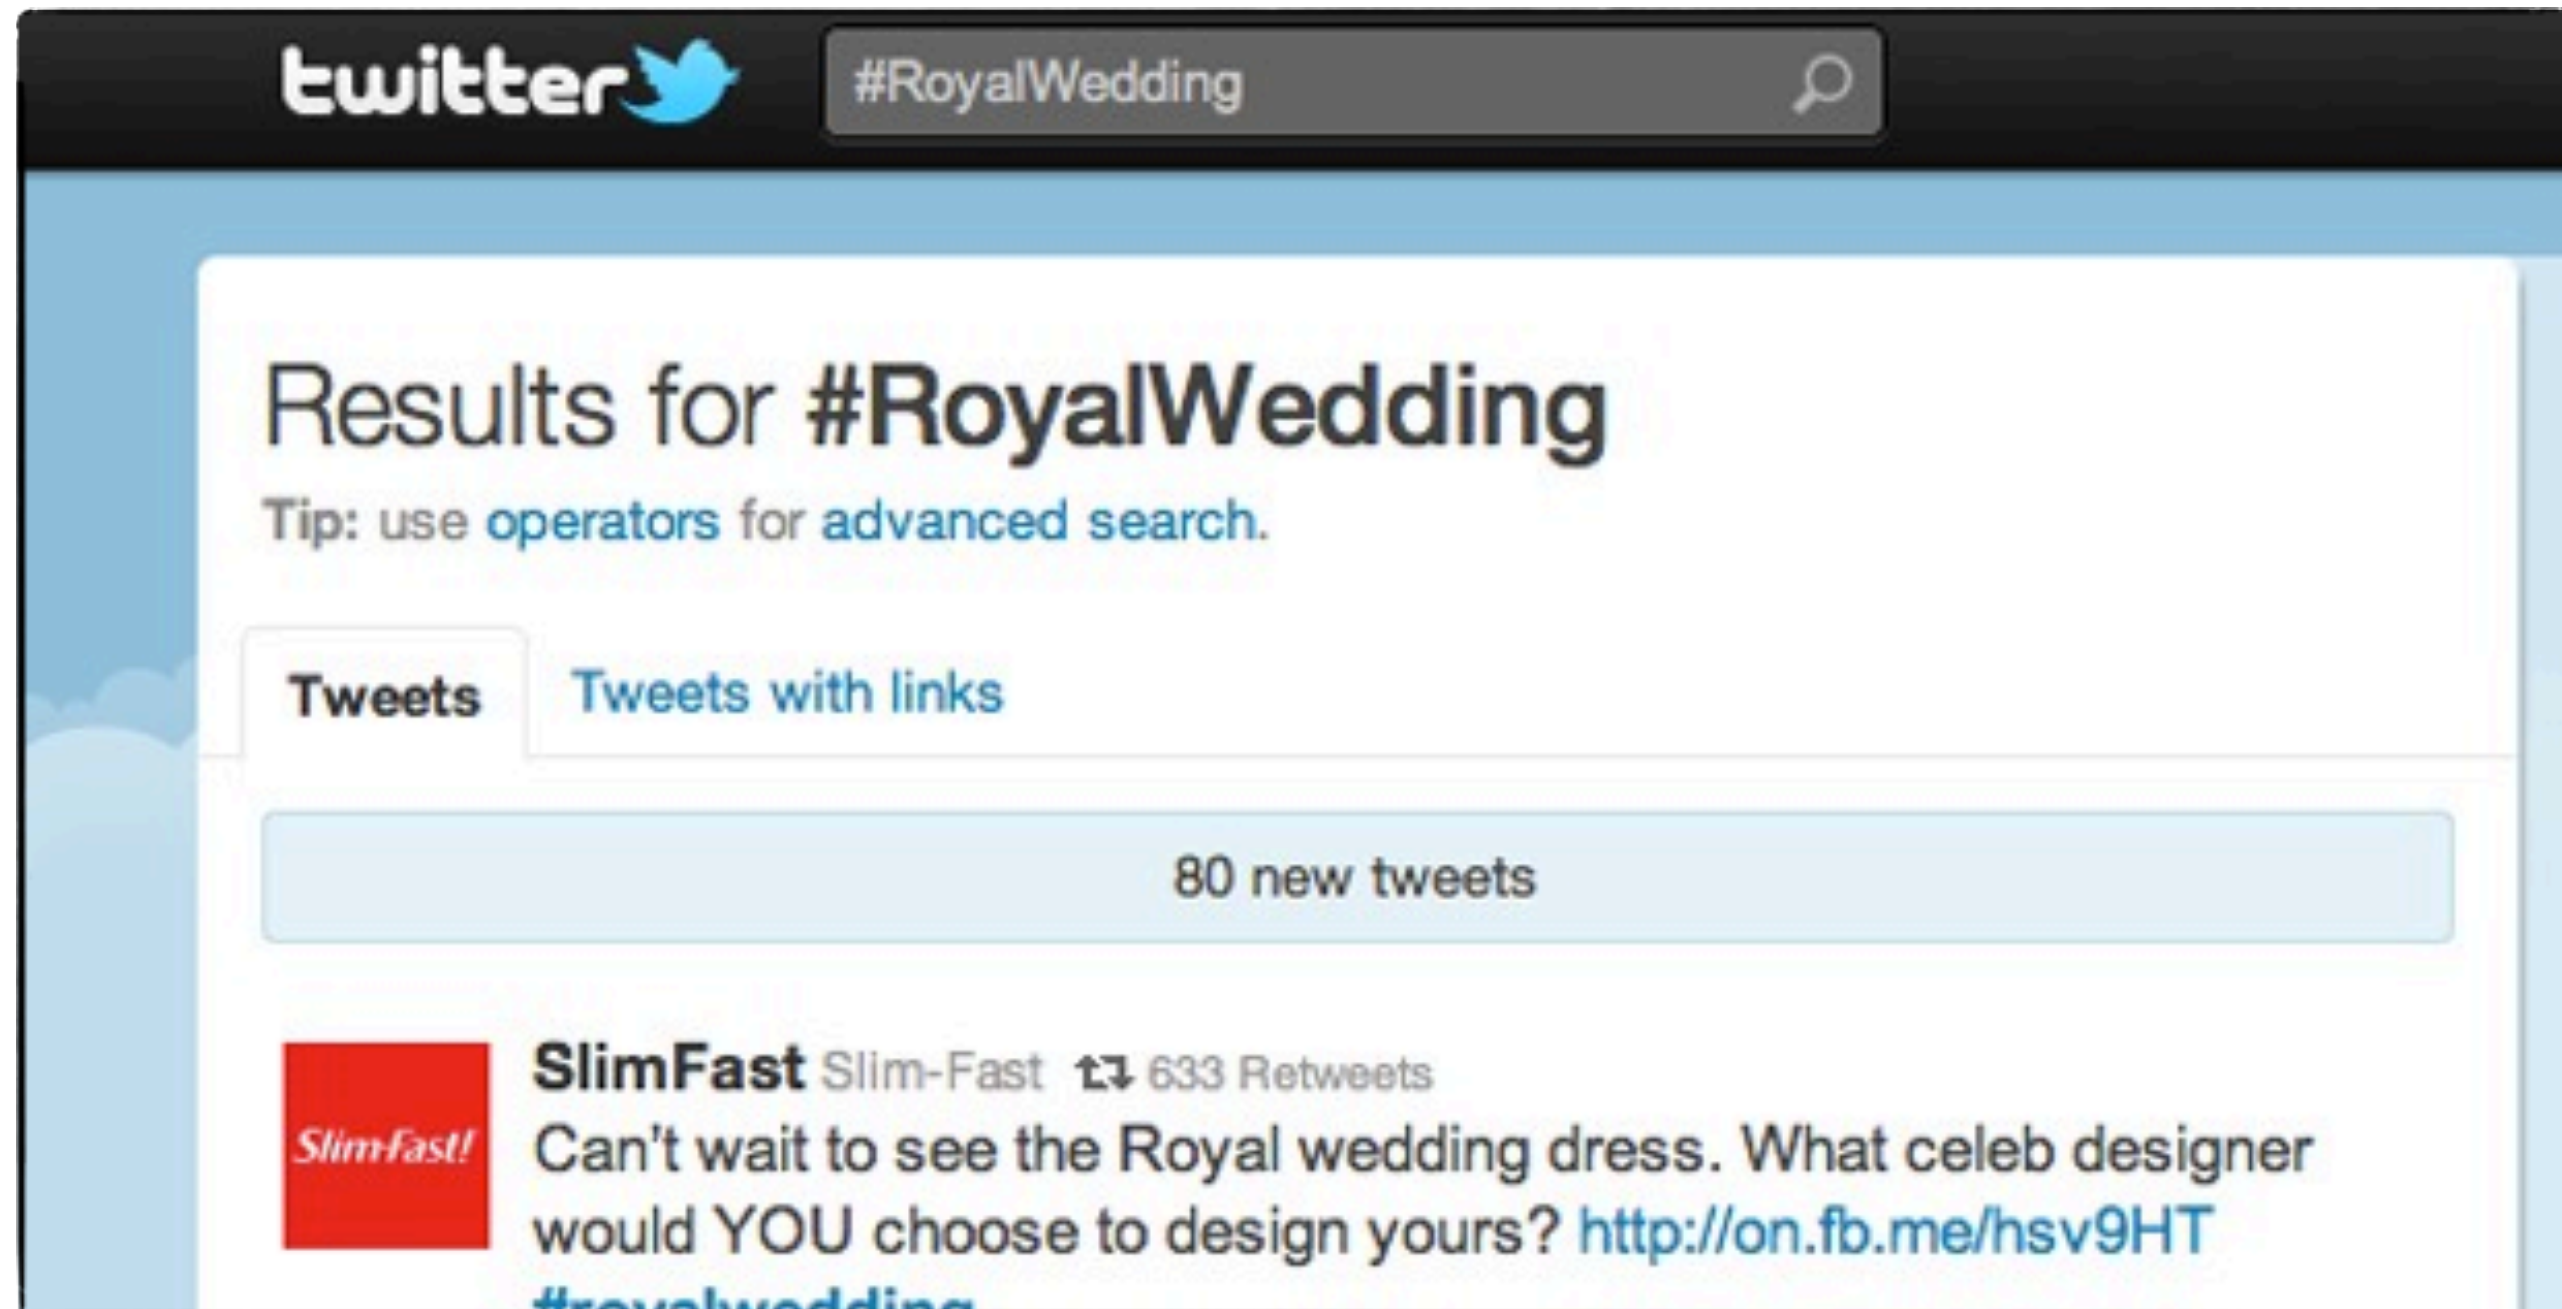 twitter #RoyalWedding
Results for #RoyalWedding
Tip: use operators for advanced search.
Tweets Tweets with links
80 new tweets
SlimFast Slim-Fast 633 Retweets
Slim-Fast!
Can't wait to see the Royal wedding dress. What celeb designer
would YOU choose to design yours? http://on.fb.me/hsv9HT
#royalwedding